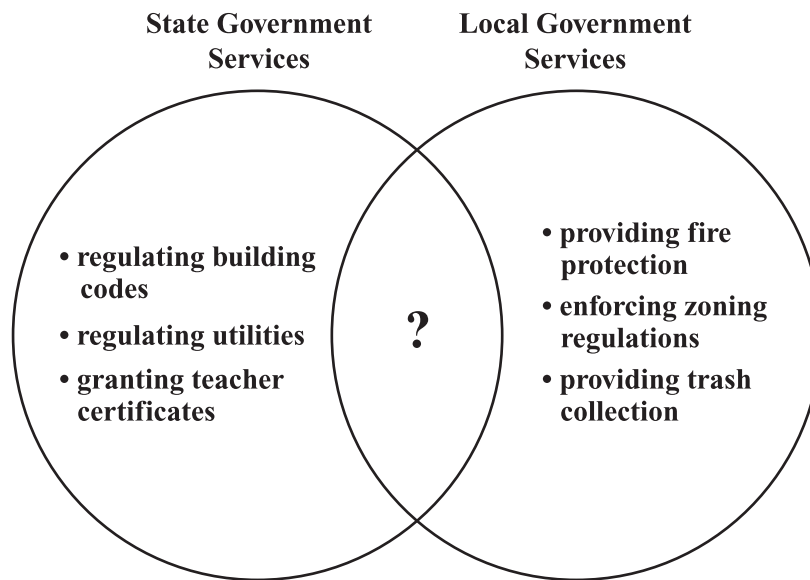 State Government
Services
Local Government
Services
• regulating building
codes
• regulating utilities
• granting teacher
certificates
?
• providing fire
protection
• enforcing zoning
regulations
• providing trash
collection